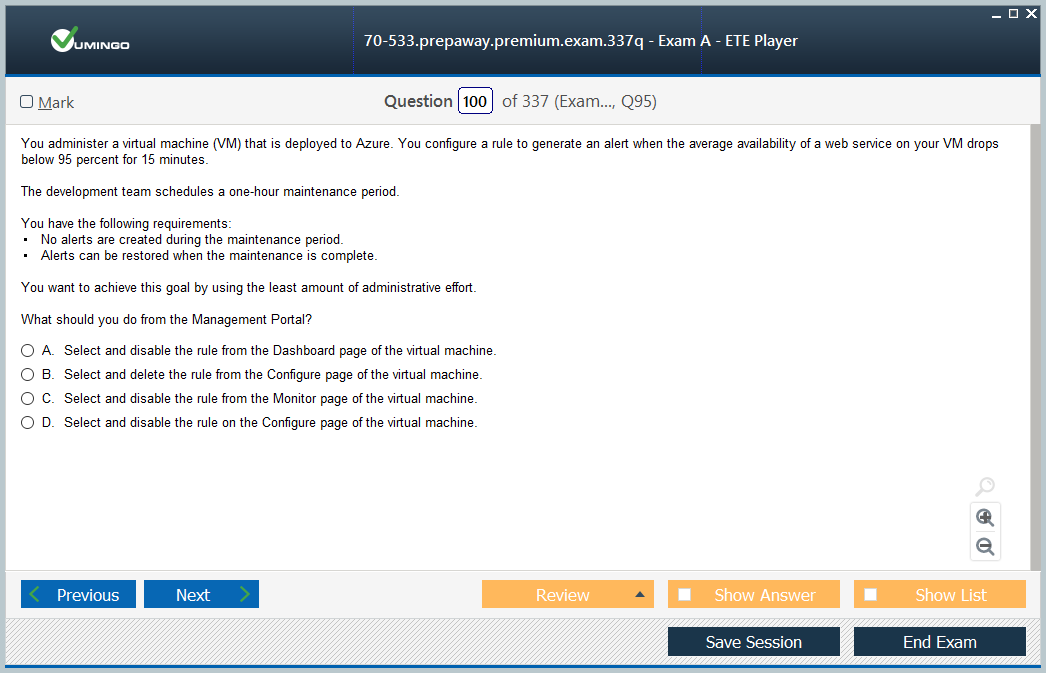 VUMINGO
70-533.prepaway.premium.exam.337q - Exam A - ETE Player
Mark
Question 100 of 337 (Exam..., Q95)
You administer a virtual machine (VM) that is deployed to Azure. You configure a rule to generate an alert when the average availability of a web service on your VM drops
below 95 percent for 15 minutes.
The development team schedules a one-hour maintenance period.
You have the following requirements:
▪ No alerts are created during the maintenance period.
▪ Alerts can be restored when the maintenance is complete.
You want to achieve this goal by using the least amount of administrative effort.
What should you do from the Management Portal?
A. Select and disable the rule from the Dashboard page of the virtual machine.
B. Select and delete the rule from the Configure page of the virtual machine.
C. Select and disable the rule from the Monitor page of the virtual machine.
D. Select and disable the rule on the Configure page of the virtual machine.
Previous Next Review Show Answer Show List
Save Session End Exam